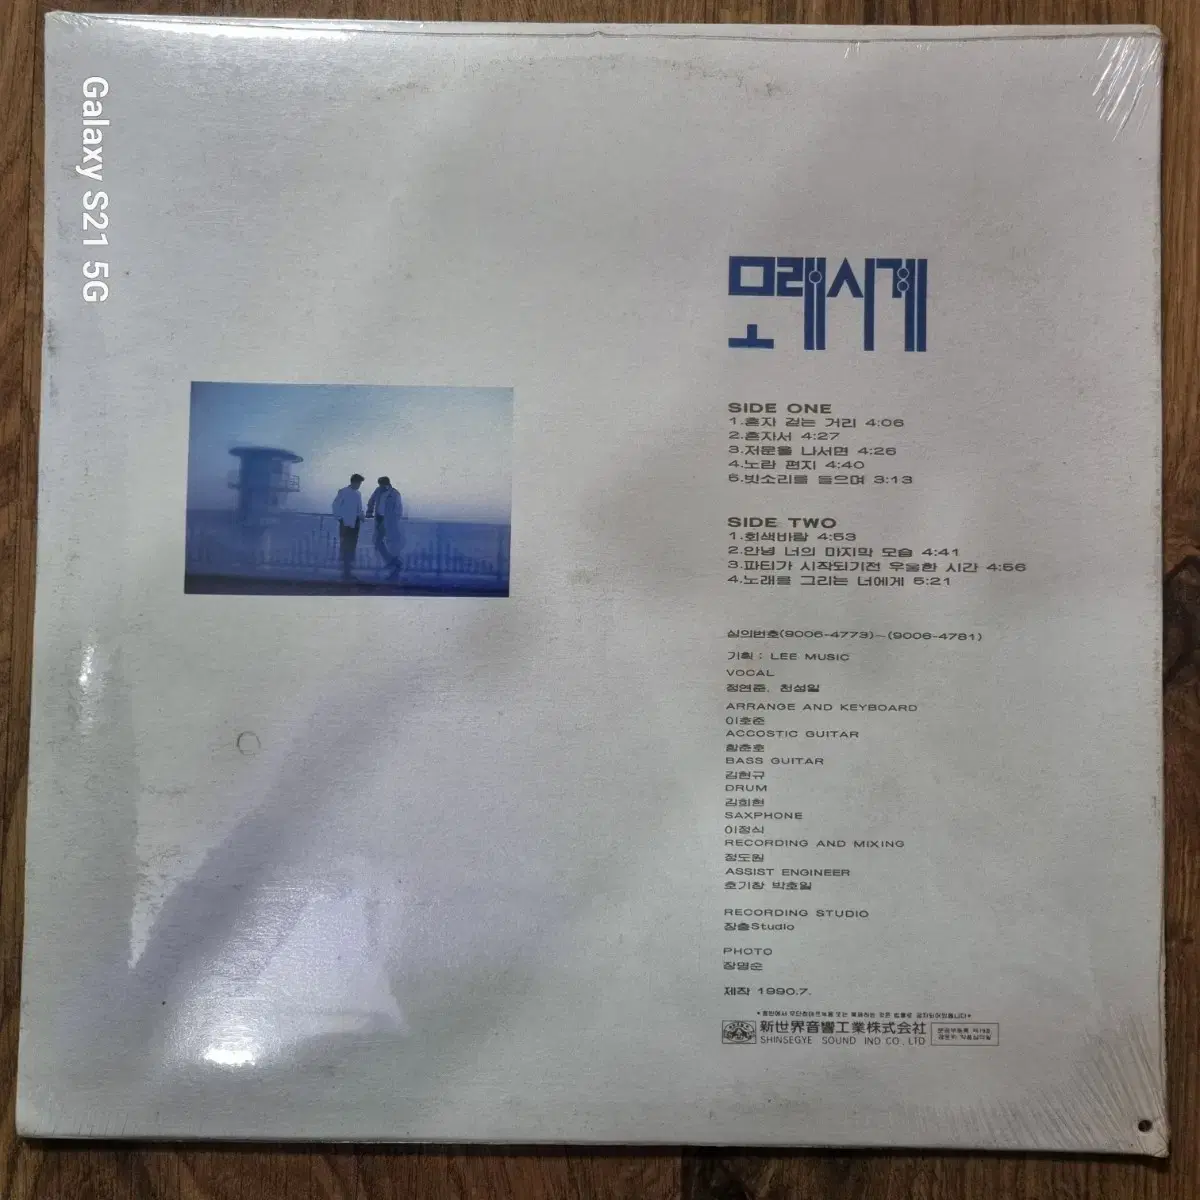 Galaxy S21 5G
모래시계
SIDE ONE
1.혼자 걷는 거리 4:06
2.혼자서 4:27
3.저문을 나서면 4:26
4.노란 편지 4:40
5.빗소리를 들으며 3:13
SIDE TWO
1.회색바람 4:53
2.안녕 너의 마지막 모습 4:41
3.파티가 시작되기전 우울한 시간 4:56
4.노래를 그리는 너에게 5:21
심의번호(9006-4773)~(9006-4781)
기획 : LEE MUSIC
VOCAL
정연준, 천성일
ARRANGE AND KEYBOARD
이호준
ACCOSTIC GUITAR
함춘호
BASS GUITAR
김현규
DRUM
김희현
SAXPHONE
이정식
RECORDING AND MIXING
정도원
ASSIST ENGINEER
호기창 박호일
RECORDING STUDIO
장충Studio
PHOTO
장명순
제작 1990.7.
新世界音響工業株式会社
SHINSEGYE SOUND IND CO., LTD